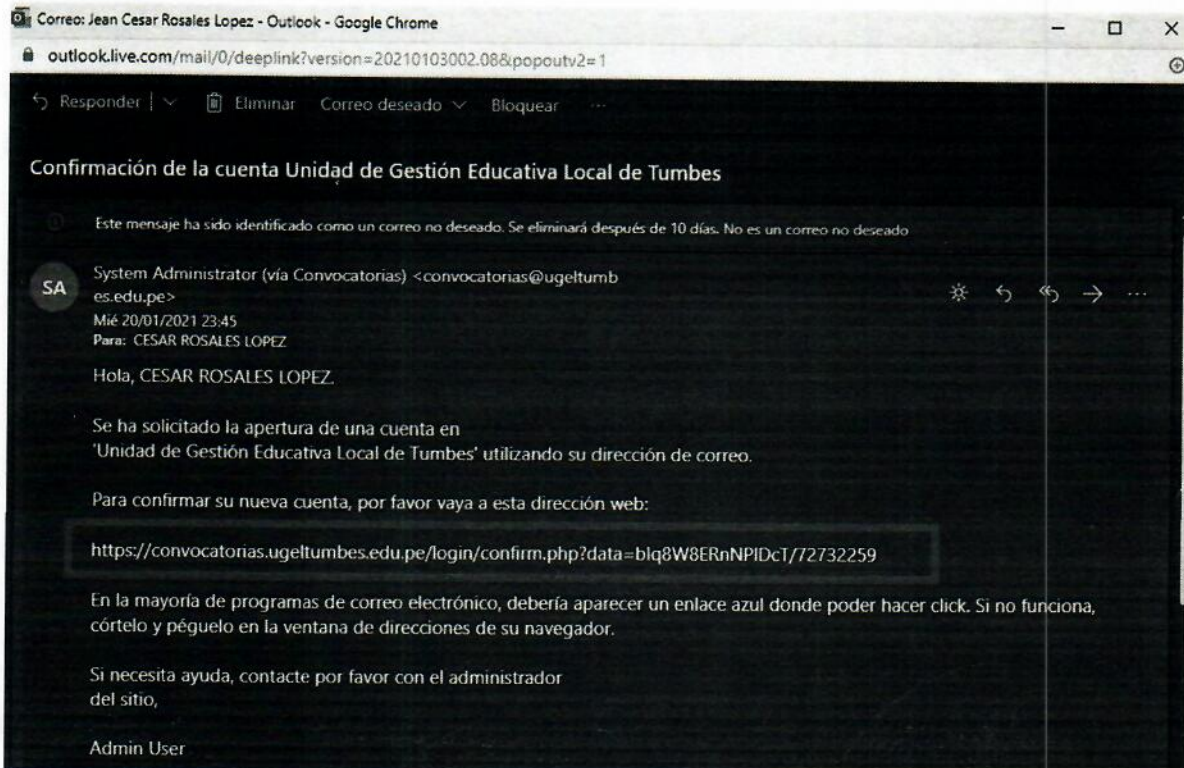 Correo: Jean Cesar Rosales Lopez - Outlook - Google Chrome
outlook.live.com/mail/0/deeplink?version=20210103002.08&popoutv2=1
Responder Eliminar Correo deseado Bloquear ...
Confirmación de la cuenta Unidad de Gestión Educativa Local de Tumbes
Este mensaje ha sido identificado como un correo no deseado. Se eliminará después de 10 días. No es un correo no deseado
SA
System Administrator (vía Convocatorias) <convocatorias@ugeltumb
es.edu.pe>
Mié 20/01/2021 23:45
Para: CESAR ROSALES LOPEZ
Hola, CESAR ROSALES LOPEZ.
Se ha solicitado la apertura de una cuenta en
'Unidad de Gestión Educativa Local de Tumbes' utilizando su dirección de correo.
Para confirmar su nueva cuenta, por favor vaya a esta dirección web:
https://convocatorias.ugeltumbes.edu.pe/login/confirm.php?data=blq8W8ERnNPIDcT/72732259
En la mayoría de programas de correo electrónico, debería aparecer un enlace azul donde poder hacer click. Si no funciona,
córtelo y péguelo en la ventana de direcciones de su navegador.
Si necesita ayuda, contacte por favor con el administrador
del sitio,
Admin User